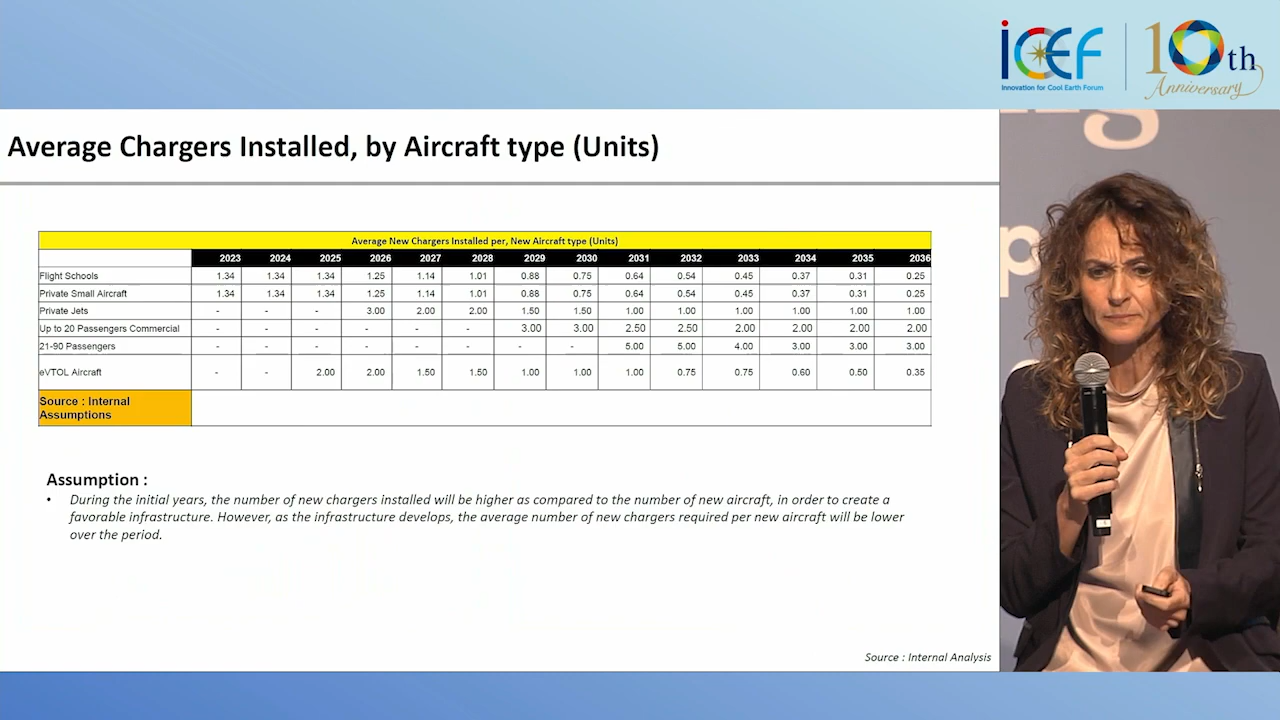 iCEF
Innovation for Cool Earth Forum
10th
Anniversary
Average Chargers Installed, by Aircraft type (Units)
Average New Chargers Installed per, New Aircraft type (Units)
2023 2024 2025 2026 2027 2028 2029 2030 2031 2032 2033 2034 2035 2036
Flight Schools 1.34 1.34 1.34 1.25 1.14 1.01 0.88 0.75 0.64 0.54 0.45 0.37 0.31 0.25
Private Small Aircraft 1.34 1.34 1.34 1.25 1.14 1.01 0.88 0.75 0.64 0.54 0.45 0.37 0.31 0.25
Private Jets - - - 3.00 2.00 2.00 1.50 1.50 1.00 1.00 1.00 1.00 1.00 1.00
Up to 20 Passengers Commercial - - - - - - 3.00 3.00 2.50 2.50 2.00 2.00 2.00 2.00
21-90 Passengers - - - - - - - - 5.00 5.00 4.00 3.00 3.00 3.00
eVTOL Aircraft - - 2.00 2.00 1.50 1.50 1.00 1.00 1.00 0.75 0.75 0.60 0.50 0.35
Source : Internal
Assumptions
Assumption :
• During the initial years, the number of new chargers installed will be higher as compared to the number of new aircraft, in order to create a
favorable infrastructure. However, as the infrastructure develops, the average number of new chargers required per new aircraft will be lower
over the period.
Source : Internal Analysis